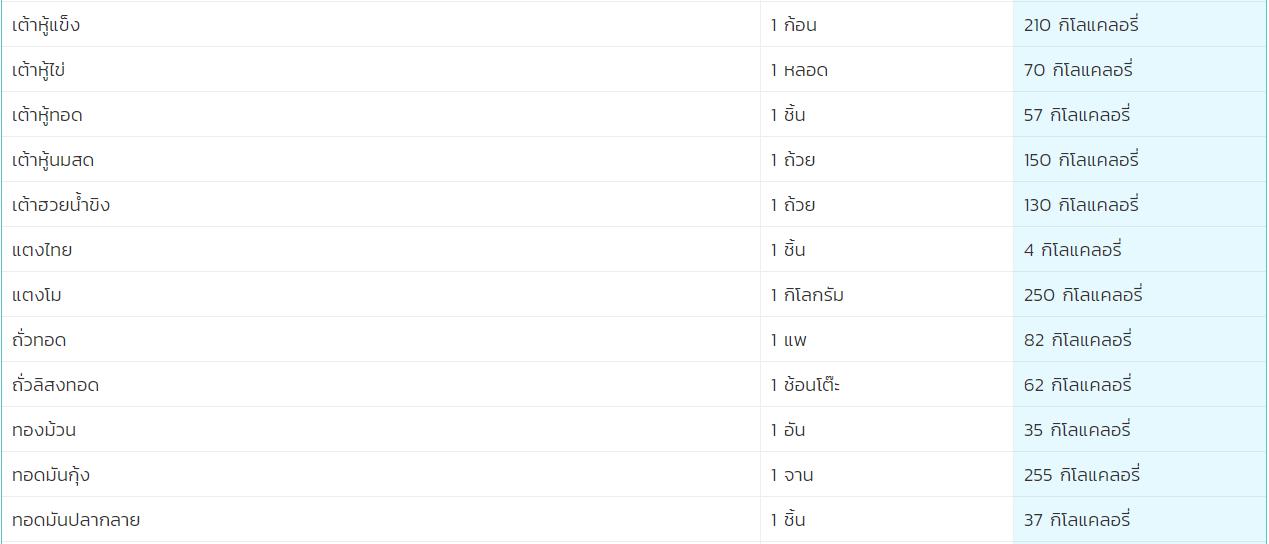 เต้าหู้แข็ง 1 ก้อน 210 กิโลแคลอรี่
เต้าหู้ไข่ 1 หลอด 70 กิโลแคลอรี่
เต้าหู้ทอด 1 ชิ้น 57 กิโลแคลอรี่
เต้าหู้นมสด 1 ถ้วย 150 กิโลแคลอรี่
เต้าฮวยน้ำขิง 1 ถ้วย 130 กิโลแคลอรี่
แตงไทย 1 ชิ้น 4 กิโลแคลอรี่
แตงโม 1 กิโลกรัม 250 กิโลแคลอรี่
ถั่วทอด 1 แพ 82 กิโลแคลอรี่
ถั่วลิสงทอด 1 ช้อนโต๊ะ 62 กิโลแคลอรี่
ทองม้วน 1 อัน 35 กิโลแคลอรี่
ทอดมันกุ้ง 1 จาน 255 กิโลแคลอรี่
ทอดมันปลากลาย 1 ชิ้น 37 กิโลแคลอรี่